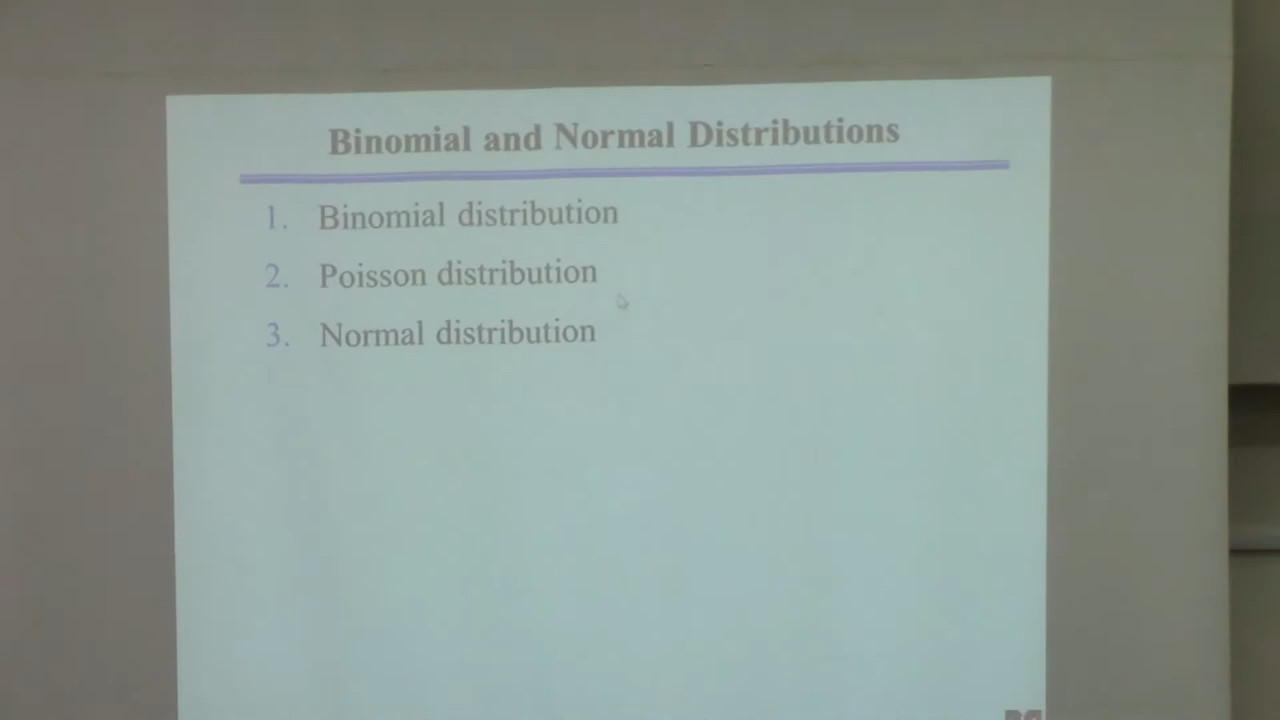 Binomial and Normal Distributions
1. Binomial distribution
2. Poisson distribution
3. Normal distribution